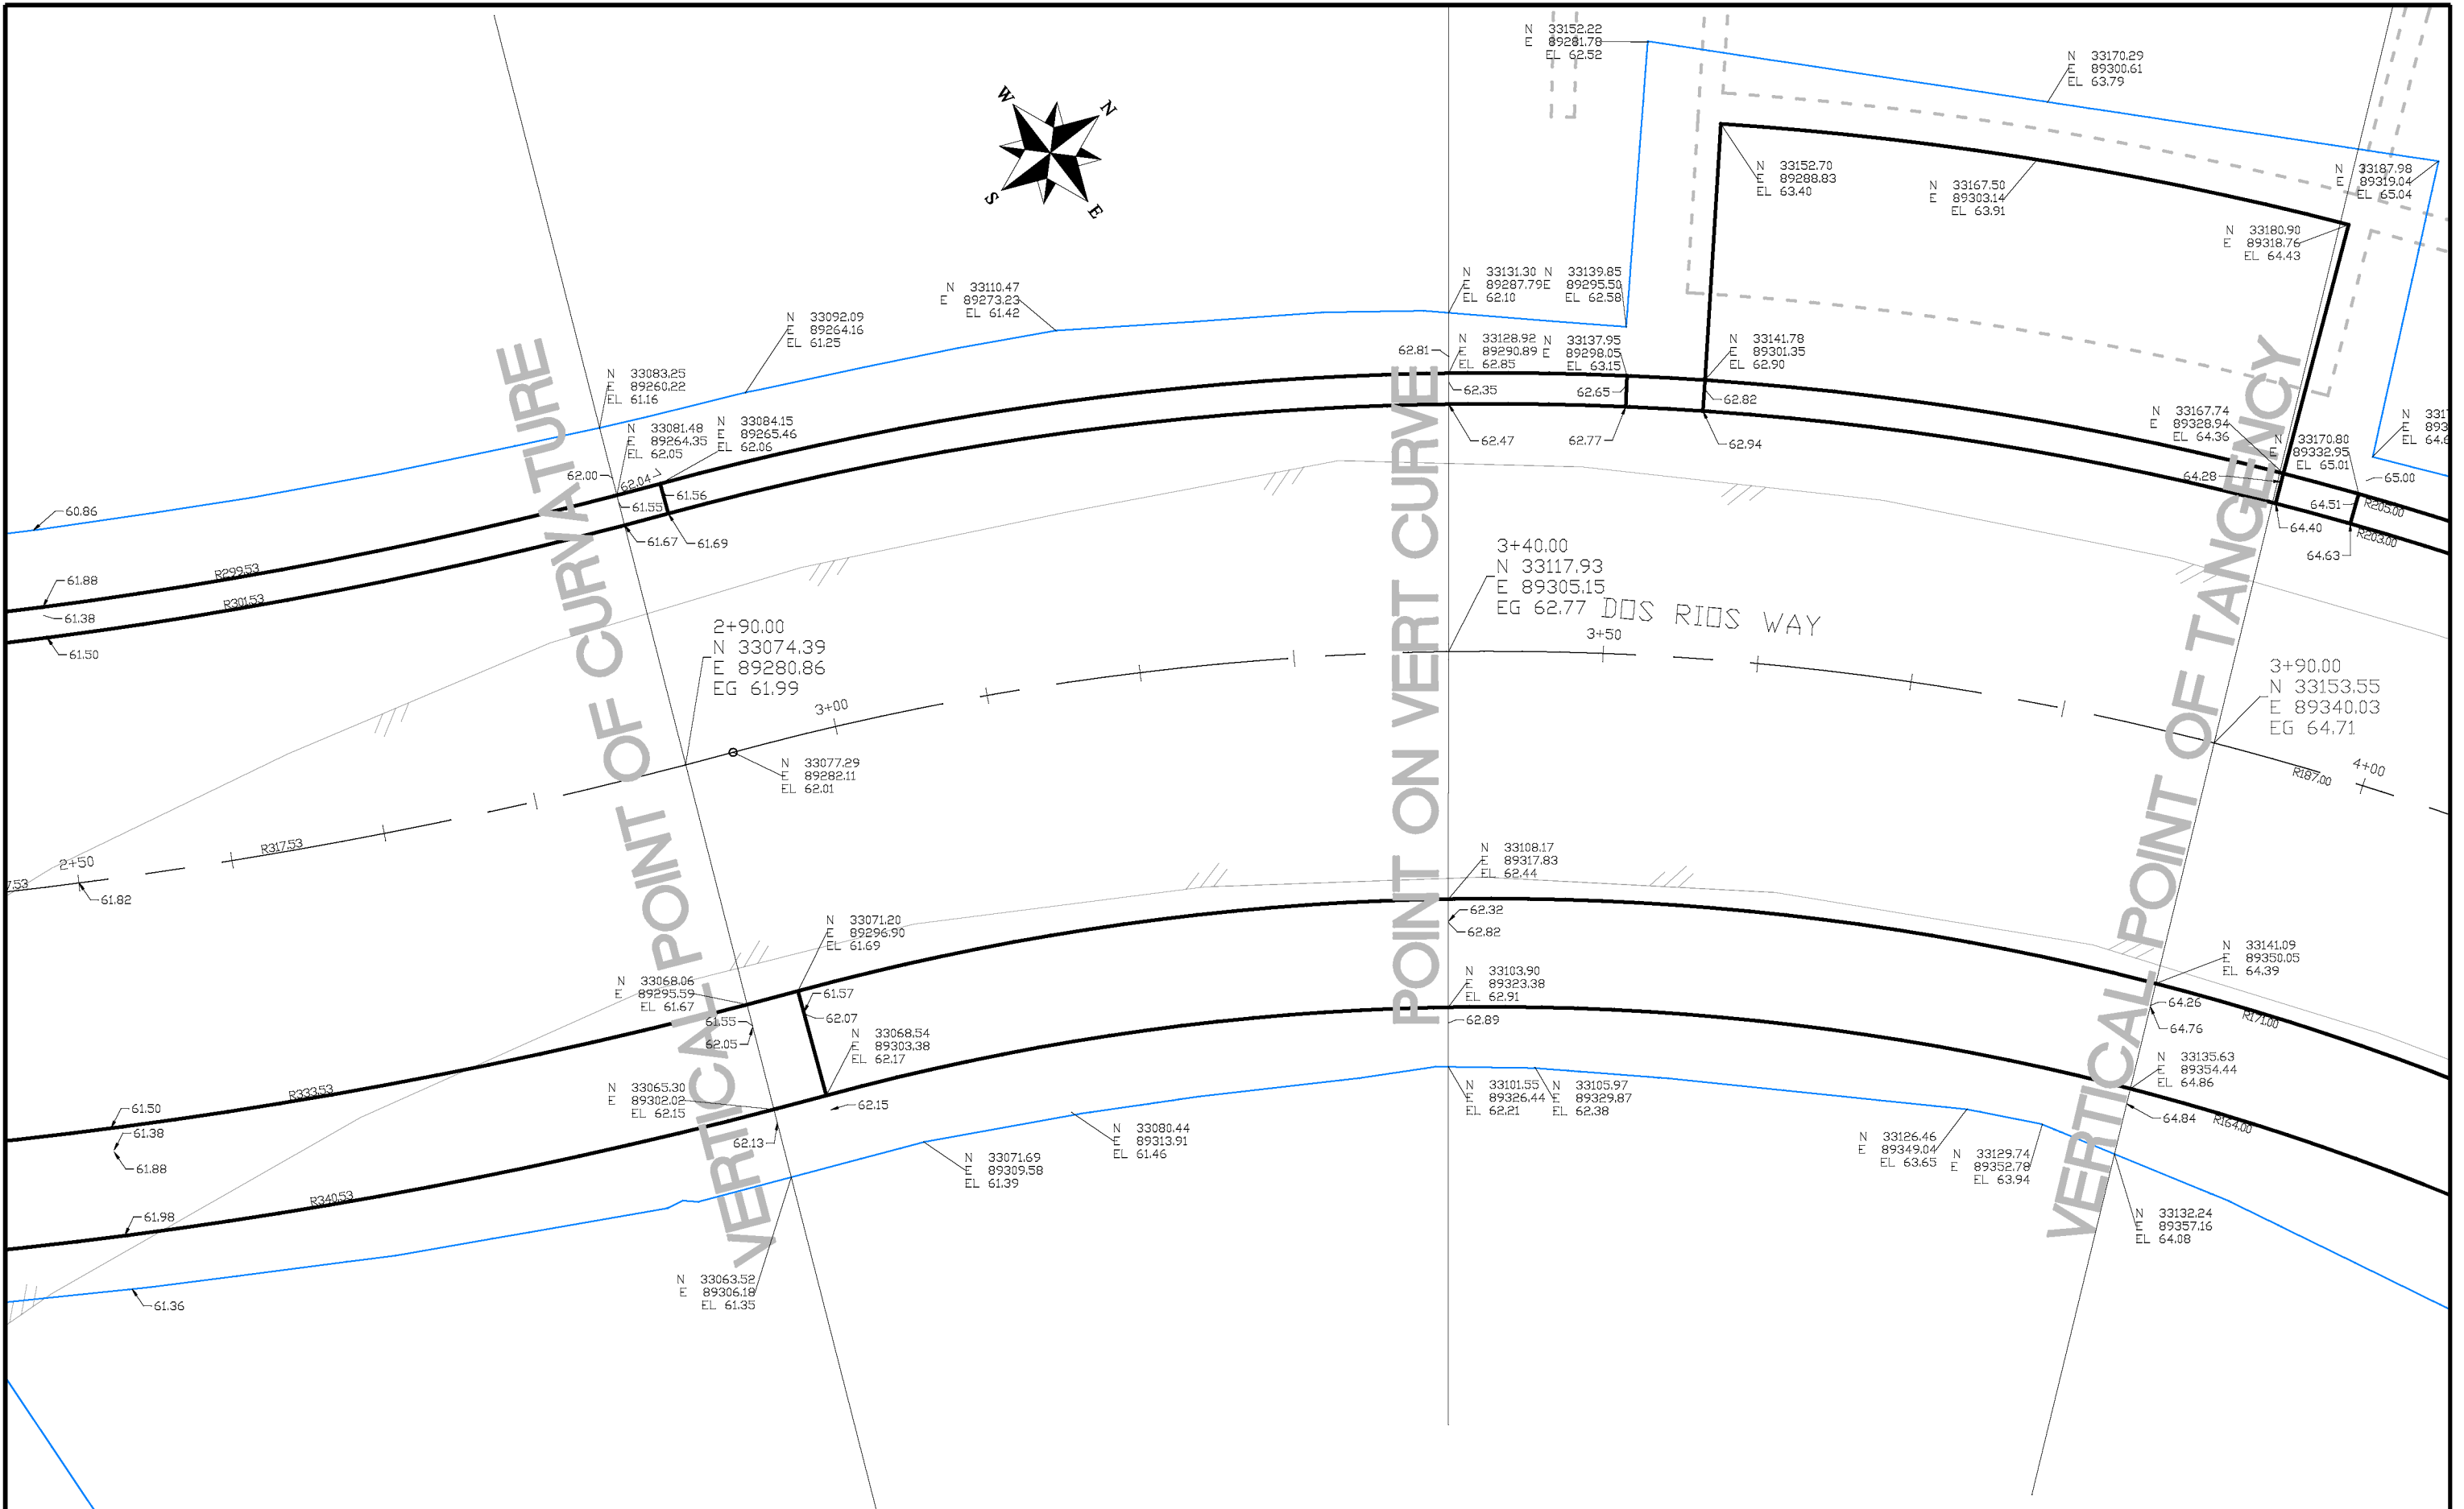 N 33152.22
E 89281.78
EL 62.52
N 33170.29
E 89300.61
EL 63.79
W
N
S
E
N 33152.70
E 89288.83
EL 63.40
N 33167.50
E 89303.14
EL 63.91
N 33187.98
E 89319.04
EL 65.04
N 33180.90
E 89318.76
EL 64.43
N 33110.47
E 89273.23
EL 61.42
N 33131.30
E 89287.79
EL 62.10
N 33139.85
E 89295.50
EL 62.58
N 33092.09
E 89264.16
EL 61.25
N 33083.25
E 89260.22
EL 61.16
62.81
N 33128.92
E 89290.89
EL 62.85
N 33137.95
E 89298.05
EL 63.15
N 33141.78
E 89301.35
EL 62.90
62.35
62.65
62.82
N 33081.48
E 89264.35
EL 62.05
N 33084.15
E 89265.46
EL 62.06
62.47
62.77
62.94
N 33167.74
E 89328.94
EL 64.36
N 33170.80
E 89332.95
EL 65.01
62.00
62.04
61.56
61.55
64.28
65.00
64.51
R205.00
60.86
61.67
61.69
64.40
R203.00
64.63
R299.53
61.88
R301.53
61.38
61.50
VERTICAL POINT OF CURVATURE
POINT ON VERT CURVE
VERTICAL POINT OF TANGENCY
3+40.00
N 33117.93
E 89305.15
EG 62.77
DOS RIOS WAY
3+50
2+90.00
N 33074.39
E 89280.86
EG 61.99
3+90.00
N 33153.55
E 89340.03
EG 64.71
3+00
N 33077.29
E 89282.11
EL 62.01
R187.00
4+00
R317.53
2+50
7.53
61.82
N 33108.17
E 89317.83
EL 62.44
62.32
62.82
N 33071.20
E 89296.90
EL 61.69
N 33141.09
E 89350.05
EL 64.39
N 33068.06
E 89295.59
EL 61.67
61.57
62.07
N 33103.90
E 89323.38
EL 62.91
62.89
64.26
64.76
R171.00
61.55
62.05
N 33068.54
E 89303.38
EL 62.17
N 33135.63
E 89354.44
EL 64.86
R333.53
N 33065.30
E 89302.02
EL 62.15
62.15
N 33101.55
E 89326.44
EL 62.21
N 33105.97
E 89329.87
EL 62.38
64.84
R164.00
61.50
61.38
61.88
62.13
N 33080.44
E 89313.91
EL 61.46
N 33126.46
E 89349.04
EL 63.65
N 33129.74
E 89352.78
EL 63.94
N 33071.69
E 89309.58
EL 61.39
R340.53
61.98
N 33132.24
E 89357.16
EL 64.08
N 33063.52
E 89306.18
EL 61.35
61.36